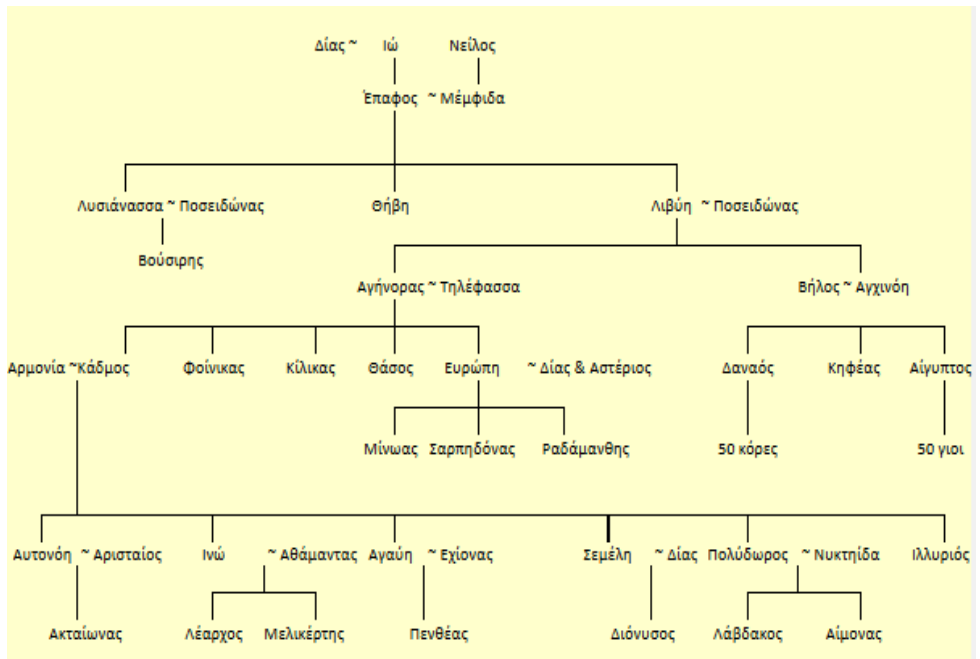 Δίας ~ Ιώ Νείλος
Έπαφος ~ Μέμφιδα
Λυσιάνασσα ~ Ποσειδώνας Θήβη Λιβύη ~ Ποσειδώνας
Βούσιρης
Αγήνορας ~ Τηλέφασσα Βήλος ~ Αγχινόη
Αρμονία ~Κάδμος Φοίνικας Κίλικας Θάσος Ευρώπη ~ Δίας & Αστέριος Δαναός Κηφέας Αίγυπτος
Μίνωας Σαρπηδόνας Ραδάμανθης 50 κόρες 50 γιοι
Αυτονόη ~ Αρισταίος Ινώ ~ Αθάμαντας Αγαύη ~ Εχίονας Σεμέλη ~ Δίας Πολύδωρος ~ Νυκτηίδα Ιλλυριός
Ακταίωνας Λέαρχος Μελικέρτης Πενθέας Διόνυσος Λάβδακος Αίμονας